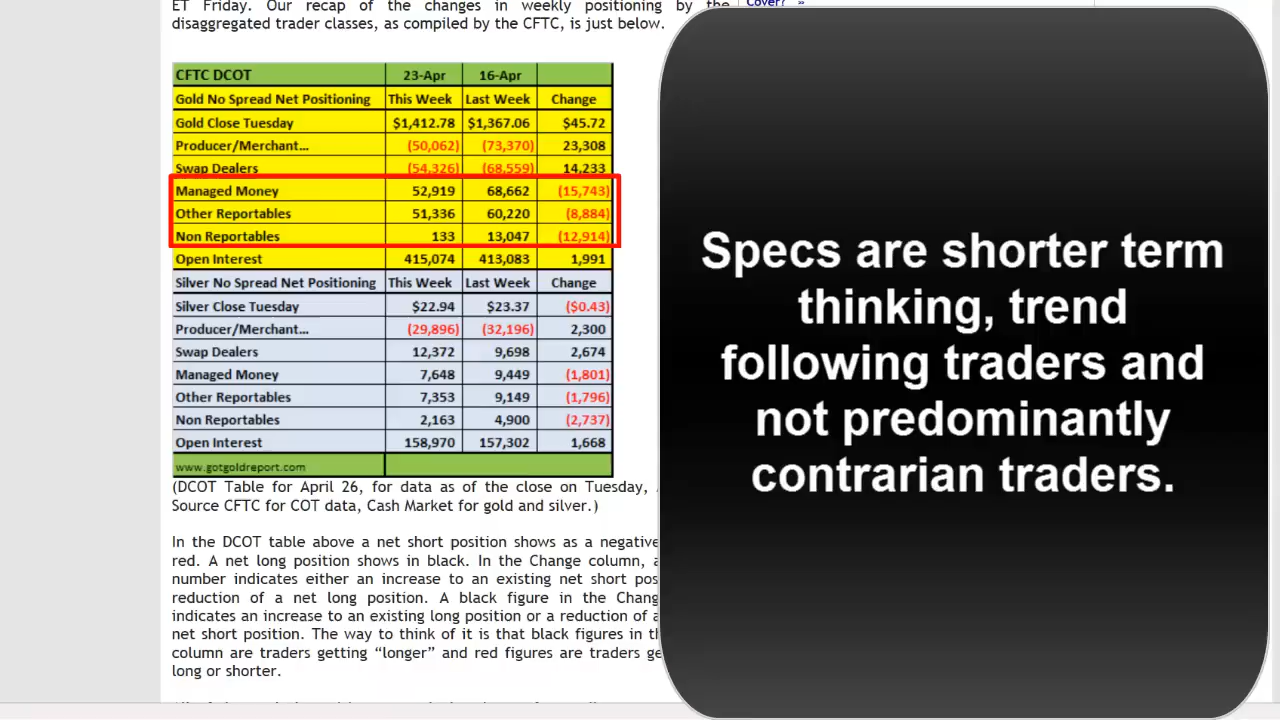 ET Friday. Our recap of the changes in weekly positioning by the
disaggregated trader classes, as compiled by the CFTC, is just below.
Cover? »
CFTC DCOT 23-Apr 16-Apr
Gold No Spread Net Positioning This Week Last Week Change
Gold Close Tuesday $1,412.78 $1,367.06 $45.72
Producer/Merchant... (50,062) (73,370) 23,308
Swap Dealers (54,326) (68,559) 14,233
Managed Money 52,919 68,662 (15,743)
Other Reportables 51,336 60,220 (8,884)
Non Reportables 133 13,047 (12,914)
Open Interest 415,074 413,083 1,991
Silver No Spread Net Positioning This Week Last Week Change
Silver Close Tuesday $22.94 $23.37 ($0.43)
Producer/Merchant... (29,896) (32,196) 2,300
Swap Dealers 12,372 9,698 2,674
Managed Money 7,648 9,449 (1,801)
Other Reportables 7,353 9,149 (1,796)
Non Reportables 2,163 4,900 (2,737)
Open Interest 158,970 157,302 1,668
www.gotgoldreport.com
(DCOT Table for April 26, for data as of the close on Tuesday,
Source CFTC for COT data, Cash Market for gold and silver.)
In the DCOT table above a net short position shows as a negative
red. A net long position shows in black. In the Change column,
number indicates either an increase to an existing net short
reduction of a net long position. A black figure in the
indicates an increase to an existing long position or a reduction of
net short position. The way to think of it is that black figures in
column are traders getting “longer” and red figures are traders
long or shorter.
Specs are shorter term
thinking, trend
following traders and
not predominantly
contrarian traders.